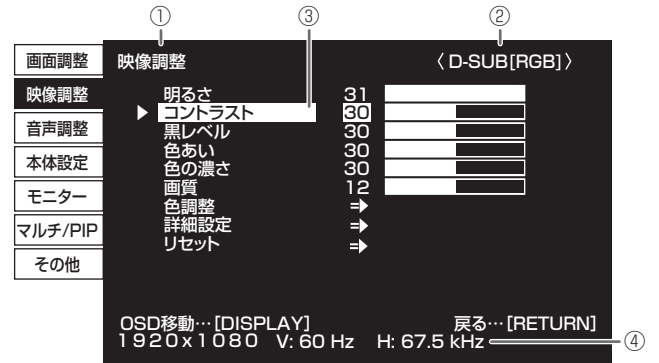 ① ③ ②
画面調整
映像調整
音声調整
本体設定
モニター
マルチ/PIP
その他
映像調整 〈D-SUB[RGB]〉
明るさ 31
コントラスト 30
黒レベル 30
色あい 30
色の濃さ 30
画質 12
色調整
詳細設定
リセット
OSD移動…[DISPLAY] 戻る…[RETURN]
1920x1080 V: 60 Hz H: 67.5 kHz ④